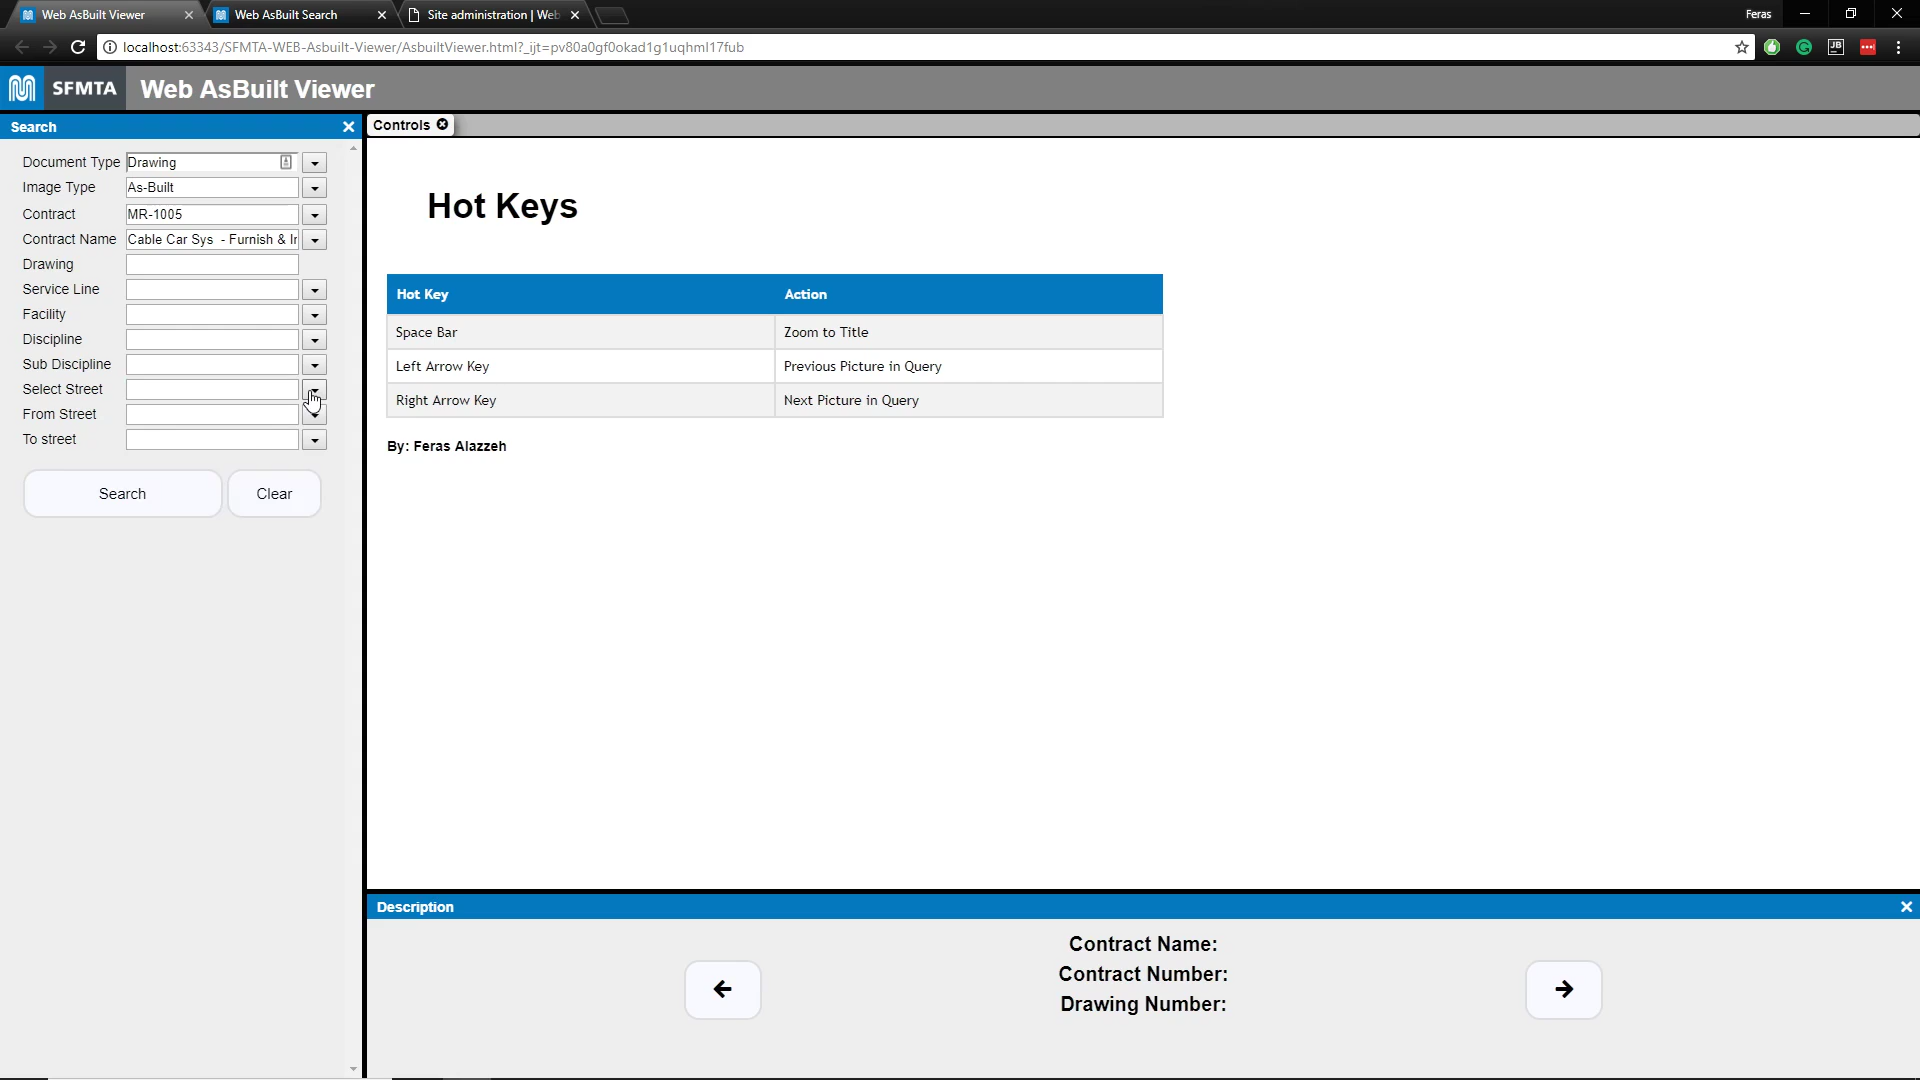 Web AsBuilt Viewer
Web AsBuilt Search
Site administration | Web
Feras
localhost:63343/SFMTA-WEB-Asbuilt-Viewer/AsbuiltViewer.html?_ijt=pv80a0gf0okad1g1uqhml17fub
JB
SFMTA
Web AsBuilt Viewer
Search
Controls
Document Type Drawing
Image Type As-Built
Contract MR-1005
Contract Name Cable Car Sys - Furnish & Ir
Drawing
Service Line
Facility
Discipline
Sub Discipline
Select Street
From Street
To street
Search Clear
Hot Keys
Hot Key Action
Space Bar Zoom to Title
Left Arrow Key Previous Picture in Query
Right Arrow Key Next Picture in Query
By: Feras Alazzeh
Description
Contract Name:
Contract Number:
Drawing Number: